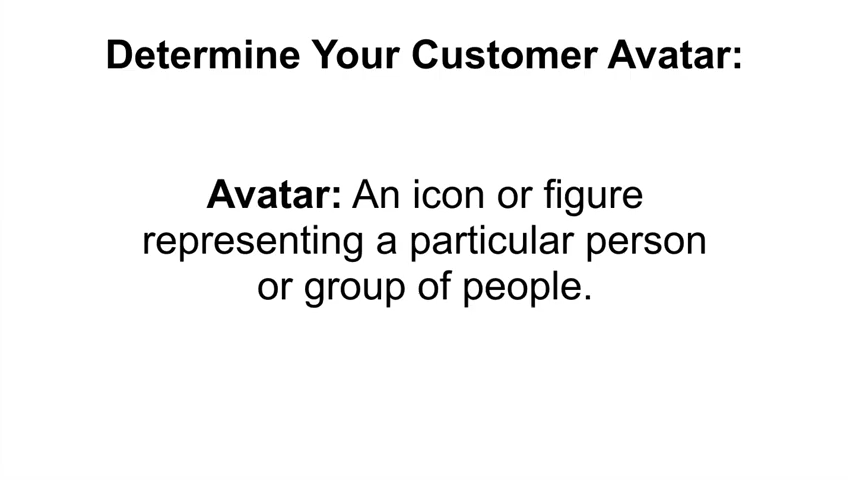 Determine Your Customer Avatar:
Avatar: An icon or figure
representing a particular person
or group of people.